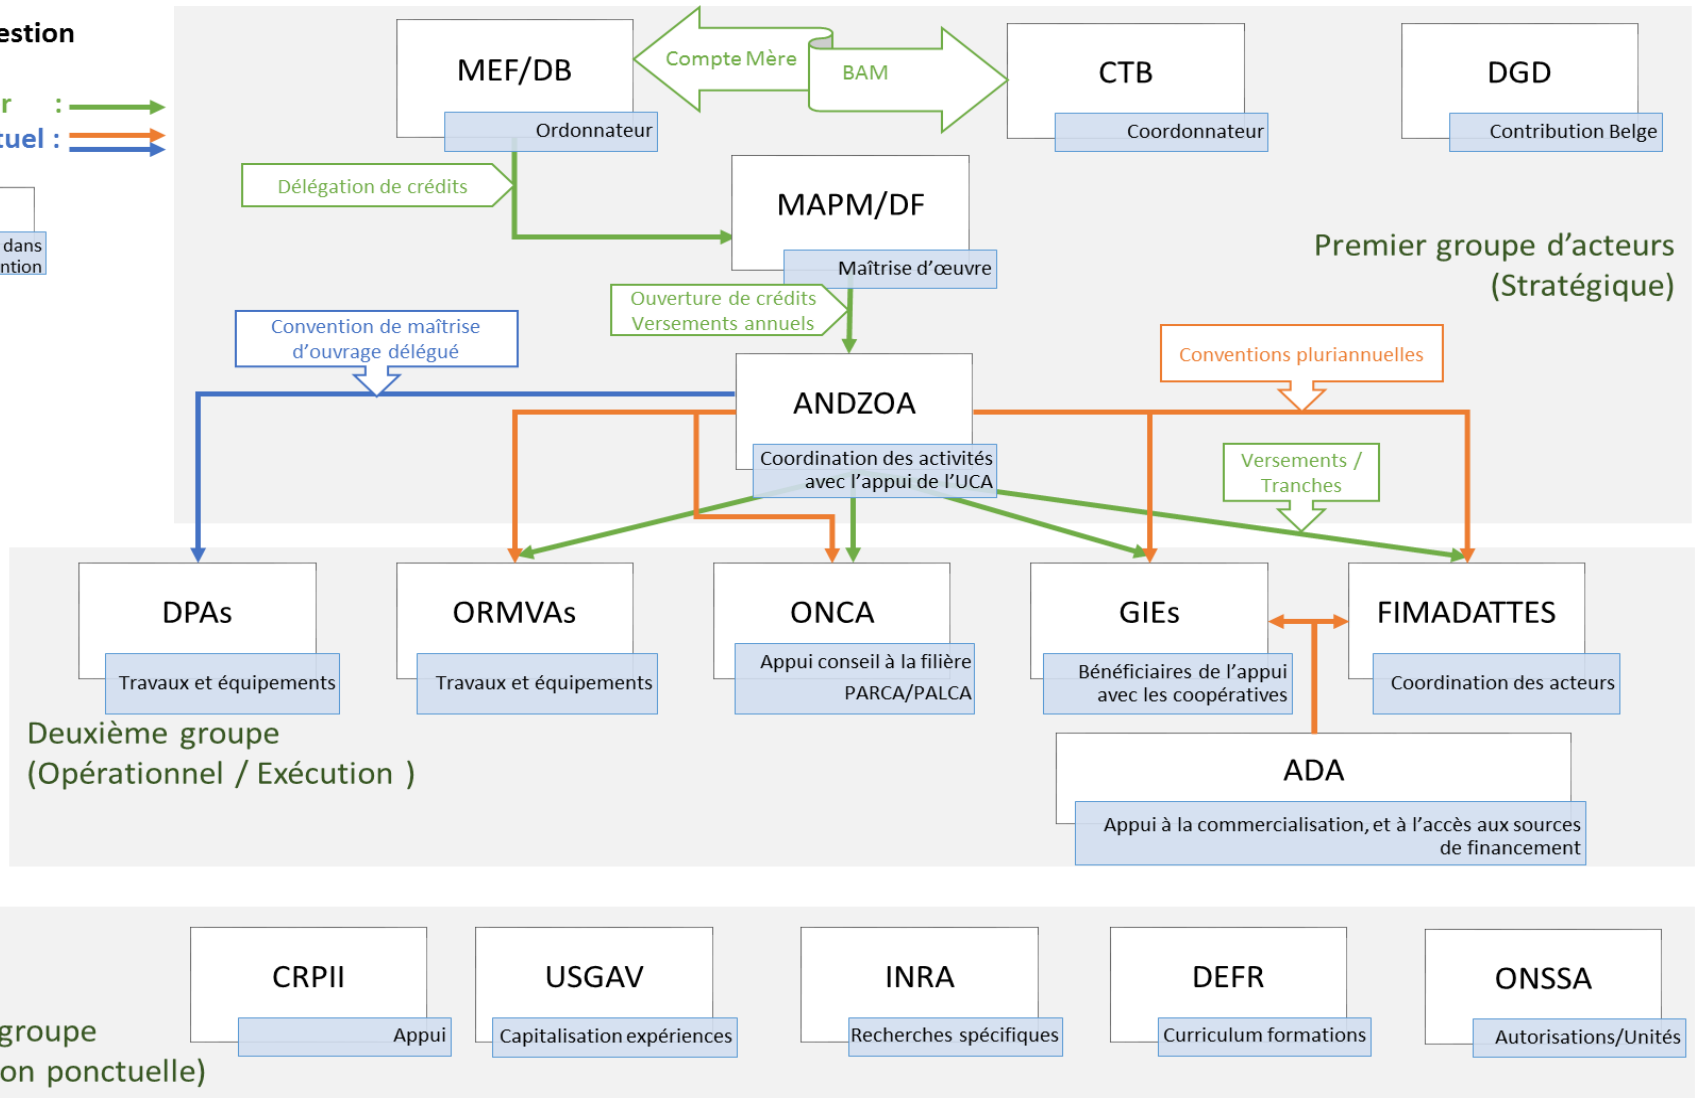 estion
r :
tuel :
dans
ntion
MEF/DB
Ordonnateur
Compte Mère
BAM
CTB
Coordonnateur
DGD
Contribution Belge
Délégation de crédits
MAPM/DF
Maîtrise d’œuvre
Premier groupe d’acteurs
(Stratégique)
Ouverture de crédits
Versements annuels
Convention de maîtrise
d’ouvrage délégué
Conventions pluriannuelles
ANDZOA
Coordination des activités
avec l’appui de l’UCA
Versements /
Tranches
DPAs
Travaux et équipements
ORMVAs
Travaux et équipements
ONCA
Appui conseil à la filière
PARCA/PALCA
GIEs
Bénéficiaires de l’appui
avec les coopératives
FIMADATTES
Coordination des acteurs
Deuxième groupe
(Opérationnel / Exécution )
ADA
Appui à la commercialisation, et à l’accès aux sources
de financement
CRPII
Appui
USGAV
Capitalisation expériences
INRA
Recherches spécifiques
DEFR
Curriculum formations
ONSSA
Autorisations/Unités
groupe
on ponctuelle)